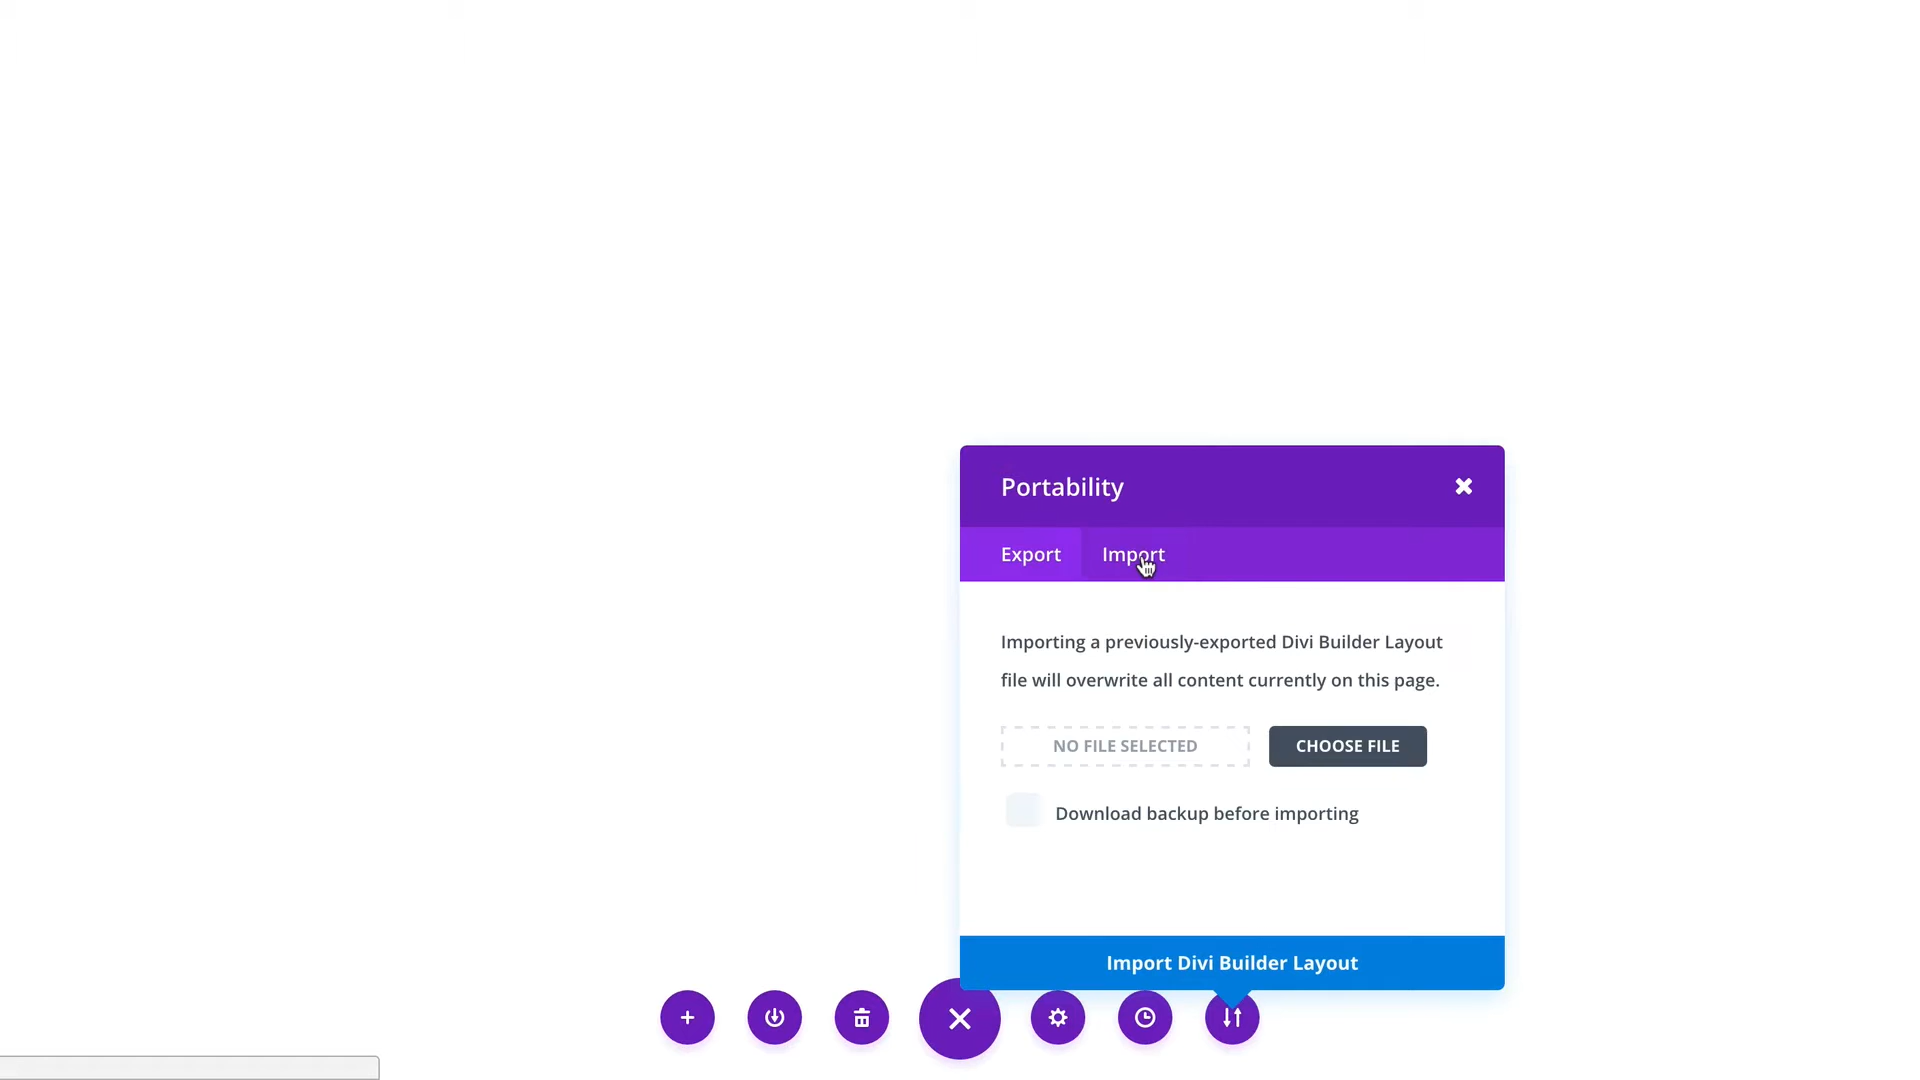 Portability
Export
Import
Importing a previously-exported Divi Builder Layout
file will overwrite all content currently on this page.
NO FILE SELECTED
CHOOSE FILE
Download backup before importing
Import Divi Builder Layout